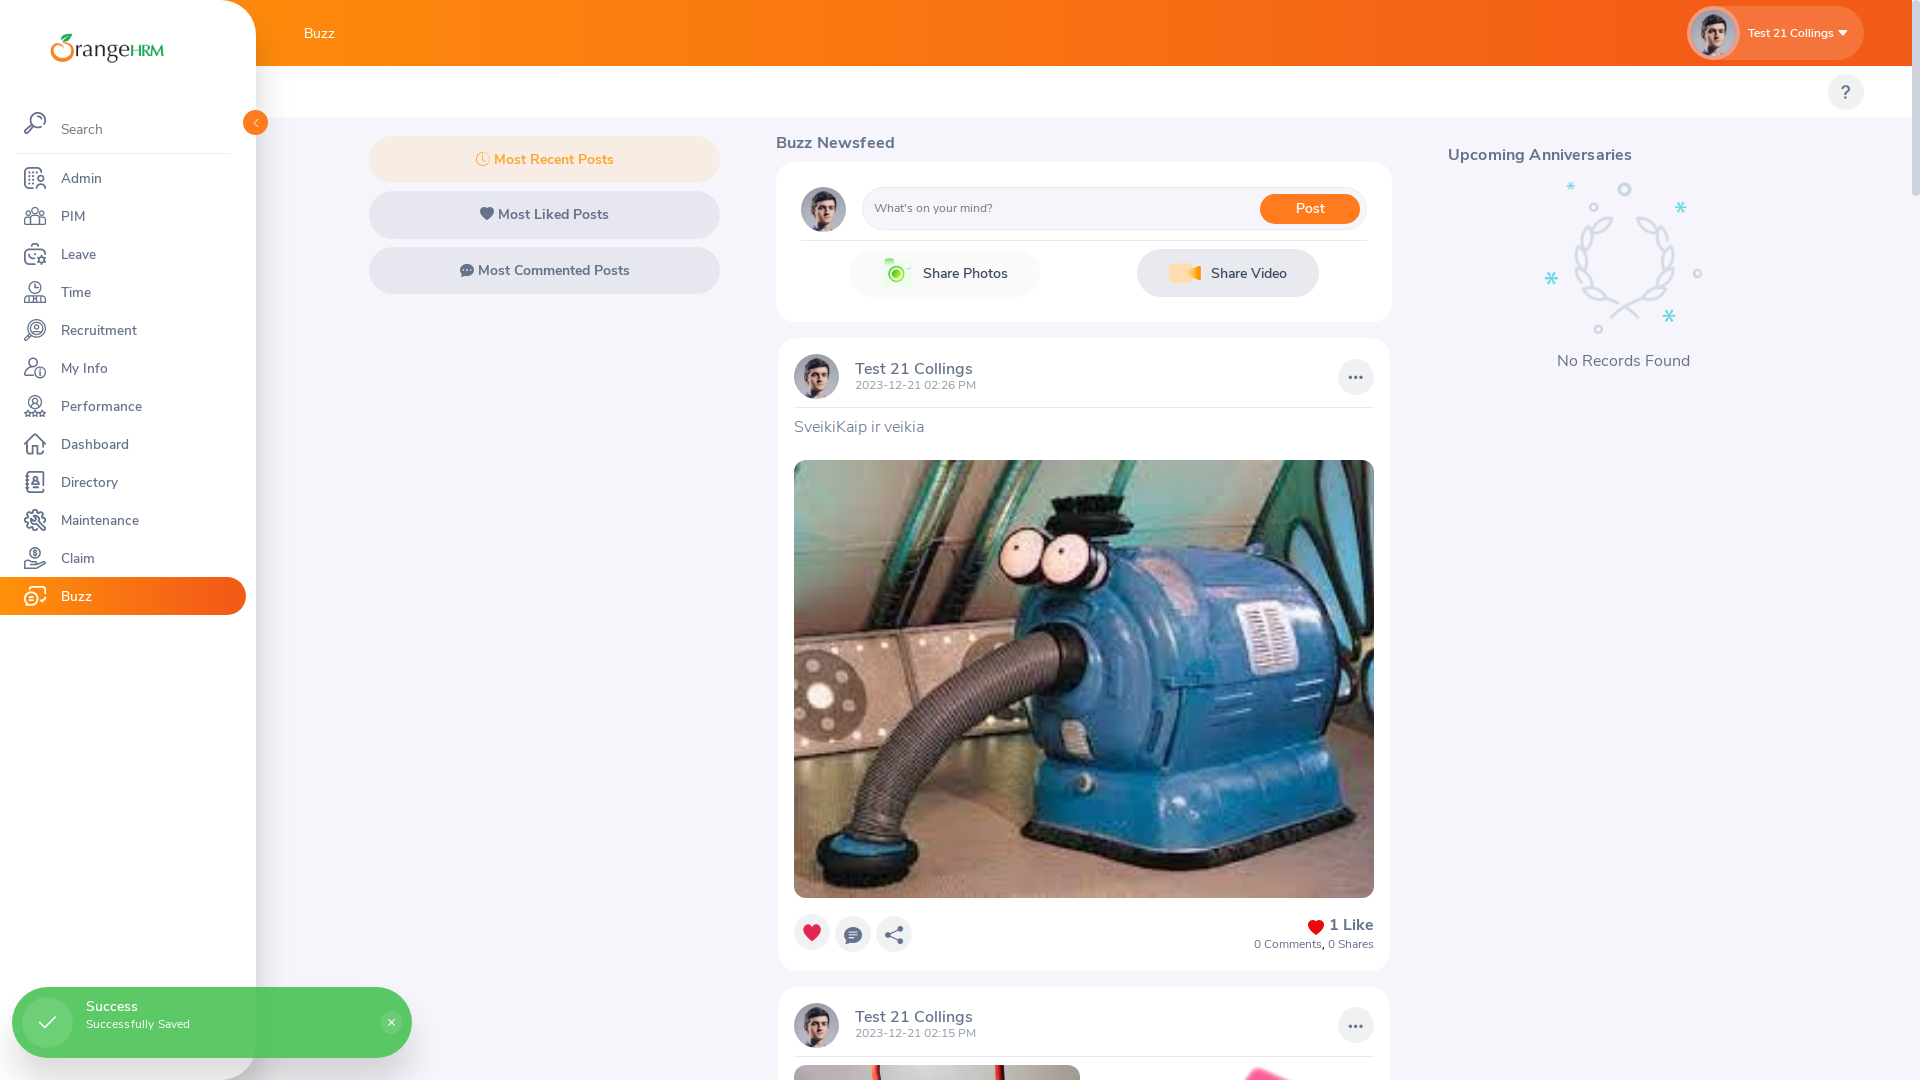 OrangeHRM
Buzz
Test 21 Collings
?
Search
Admin
PIM
Leave
Time
Recruitment
My Info
Performance
Dashboard
Directory
Maintenance
Claim
Buzz
Most Recent Posts
Most Liked Posts
Most Commented Posts
Buzz Newsfeed
What's on your mind?
Post
Share Photos
Share Video
Test 21 Collings
2023-12-21 02:26 PM
SveikiKaip ir veikia
1 Like
0 Comments, 0 Shares
Test 21 Collings
2023-12-21 02:15 PM
Upcoming Anniversaries
No Records Found
Success
Successfully Saved